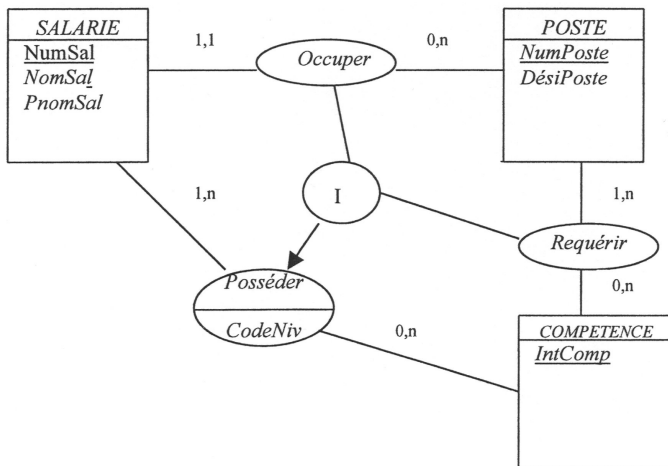 SALARIE
NumSal
NomSal
PnomSal
1,1
Occuper
0,n
POSTE
NumPoste
DésiPoste
1,n
I
1,n
Requérir
Posséder
CodeNiv
0,n
0,n
COMPETENCE
IntComp